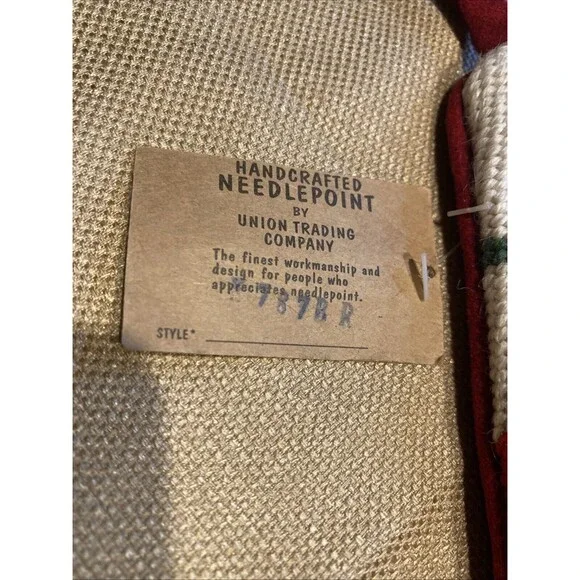 HANDCRAFTED
NEEDLEPOINT
BY
UNION TRADING
COMPANY
The finest workmanship and
design for people who
appreciates needlepoint.
STYLE*